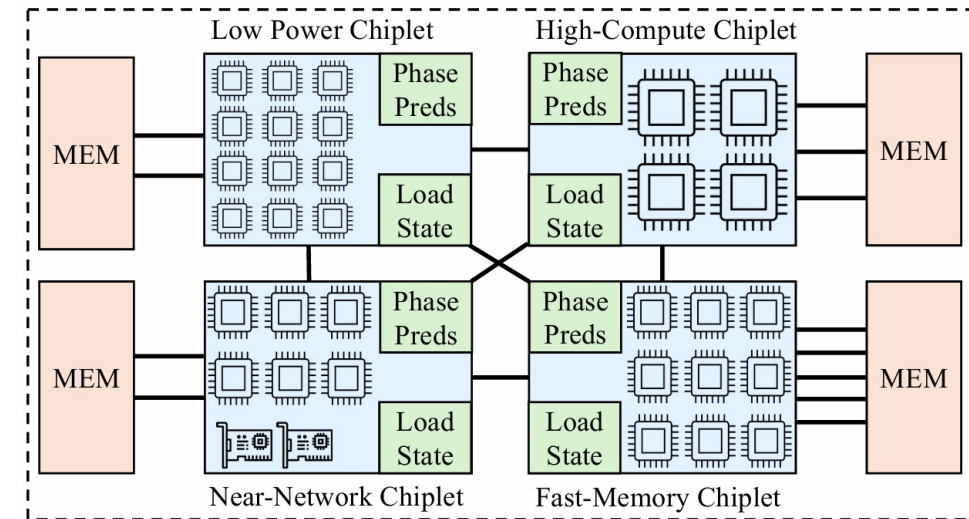 Low Power Chiplet
High-Compute Chiplet
MEM
Phase
Preds
Load
State
Phase
Preds
Load
State
MEM
MEM
Phase
Preds
Load
State
Phase
Preds
Load
State
MEM
Near-Network Chiplet
Fast-Memory Chiplet